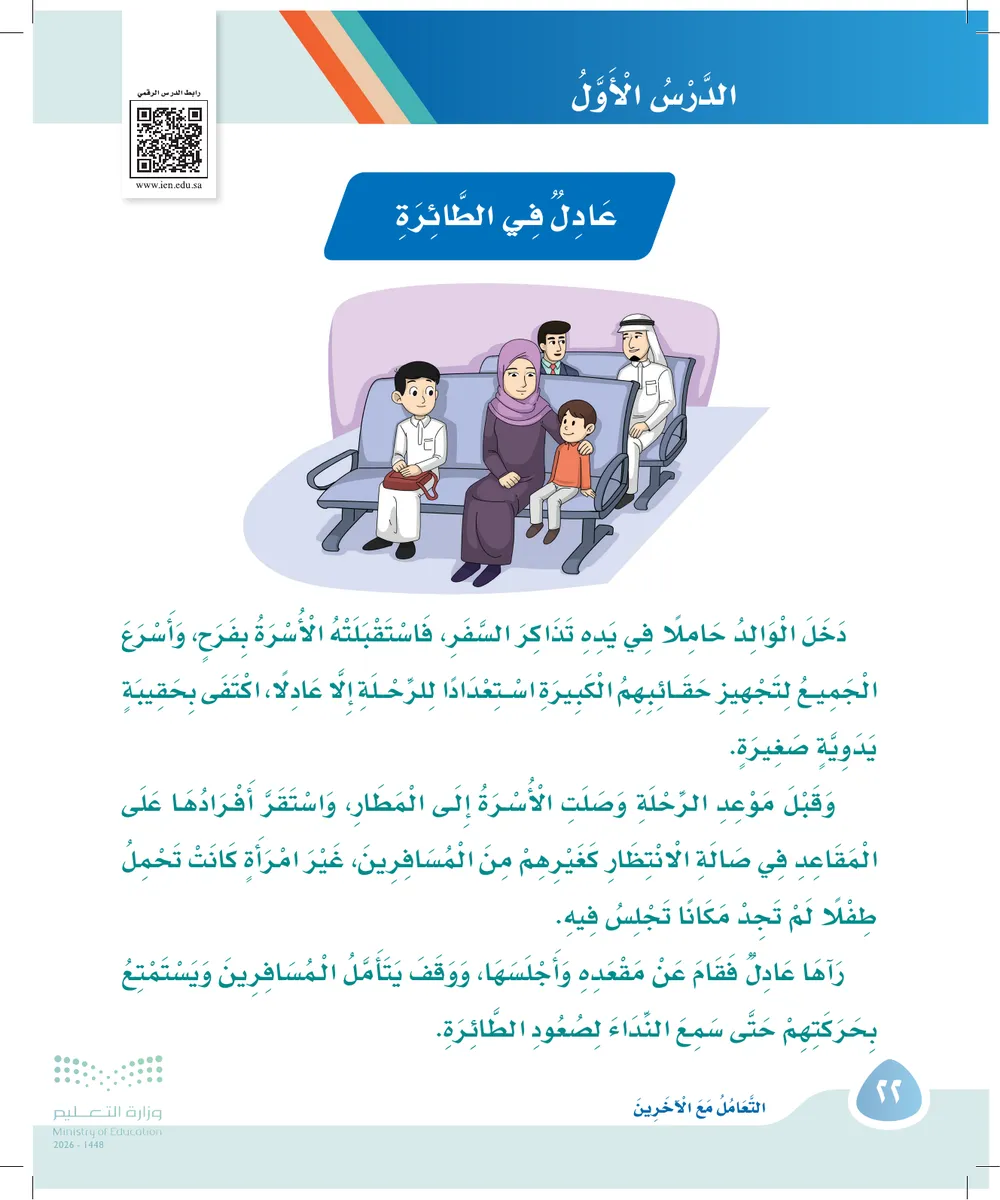 الدَّرْسُ الْأَوَّلُ
رابط الدرس الرقمي
www.ien.edu.sa
عَادِلٌ فِي الطَّائِرَةِ
دَخَلَ الْوَالِدُ حَامِلًا فِي يَدِهِ تَذَاكِرَ السَّفَرِ، فَاسْتَقْبَلَتْهُ الْأُسْرَةُ بِفَرَحٍ، وَأَسْرَعَ
الْجَمِيعُ لِتَجْهِيزِ حَقَائِبِهِمُ الْكَبِيرَةِ اسْتِعْدَادًا لِلرِّحْلَةِ إِلَّا عَادِلًا، اكْتَفَى بِحَقِيبَةٍ
يَدَوِيَّةٍ صَغِيرَةٍ.
وَقَبْلَ مَوْعِدِ الرِّحْلَةِ وَصَلَتِ الْأُسْرَةُ إِلَى الْمَطَارِ، وَاسْتَقَرَّ أَفْرَادُهَا عَلَى
الْمَقَاعِدِ فِي صَالَةِ الْانْتِظَارِ كَغَيْرِهِمْ مِنَ الْمُسَافِرِينَ، غَيْرَ امْرَأَةٍ كَانَتْ تَحْمِلُ
طِفْلًا لَمْ تَجِدْ مَكَانًا تَجْلِسُ فِيهِ.
رَآهَا عَادِلٌ فَقَامَ عَنْ مَقْعَدِهِ وَأَجْلَسَهَا، وَوَقَفَ يَتَأَمَّلُ الْمُسَافِرِينَ وَيَسْتَمْتِعُ
بِحَرَكَتِهِمْ حَتَّى سَمِعَ النِّدَاءَ لِصُعُودِ الطَّائِرَةِ.
٢٢
التَّعَامُلُ مَعَ الْآخَرِينَ
وزارة التعليم
Ministry of Education
2026 - 1448